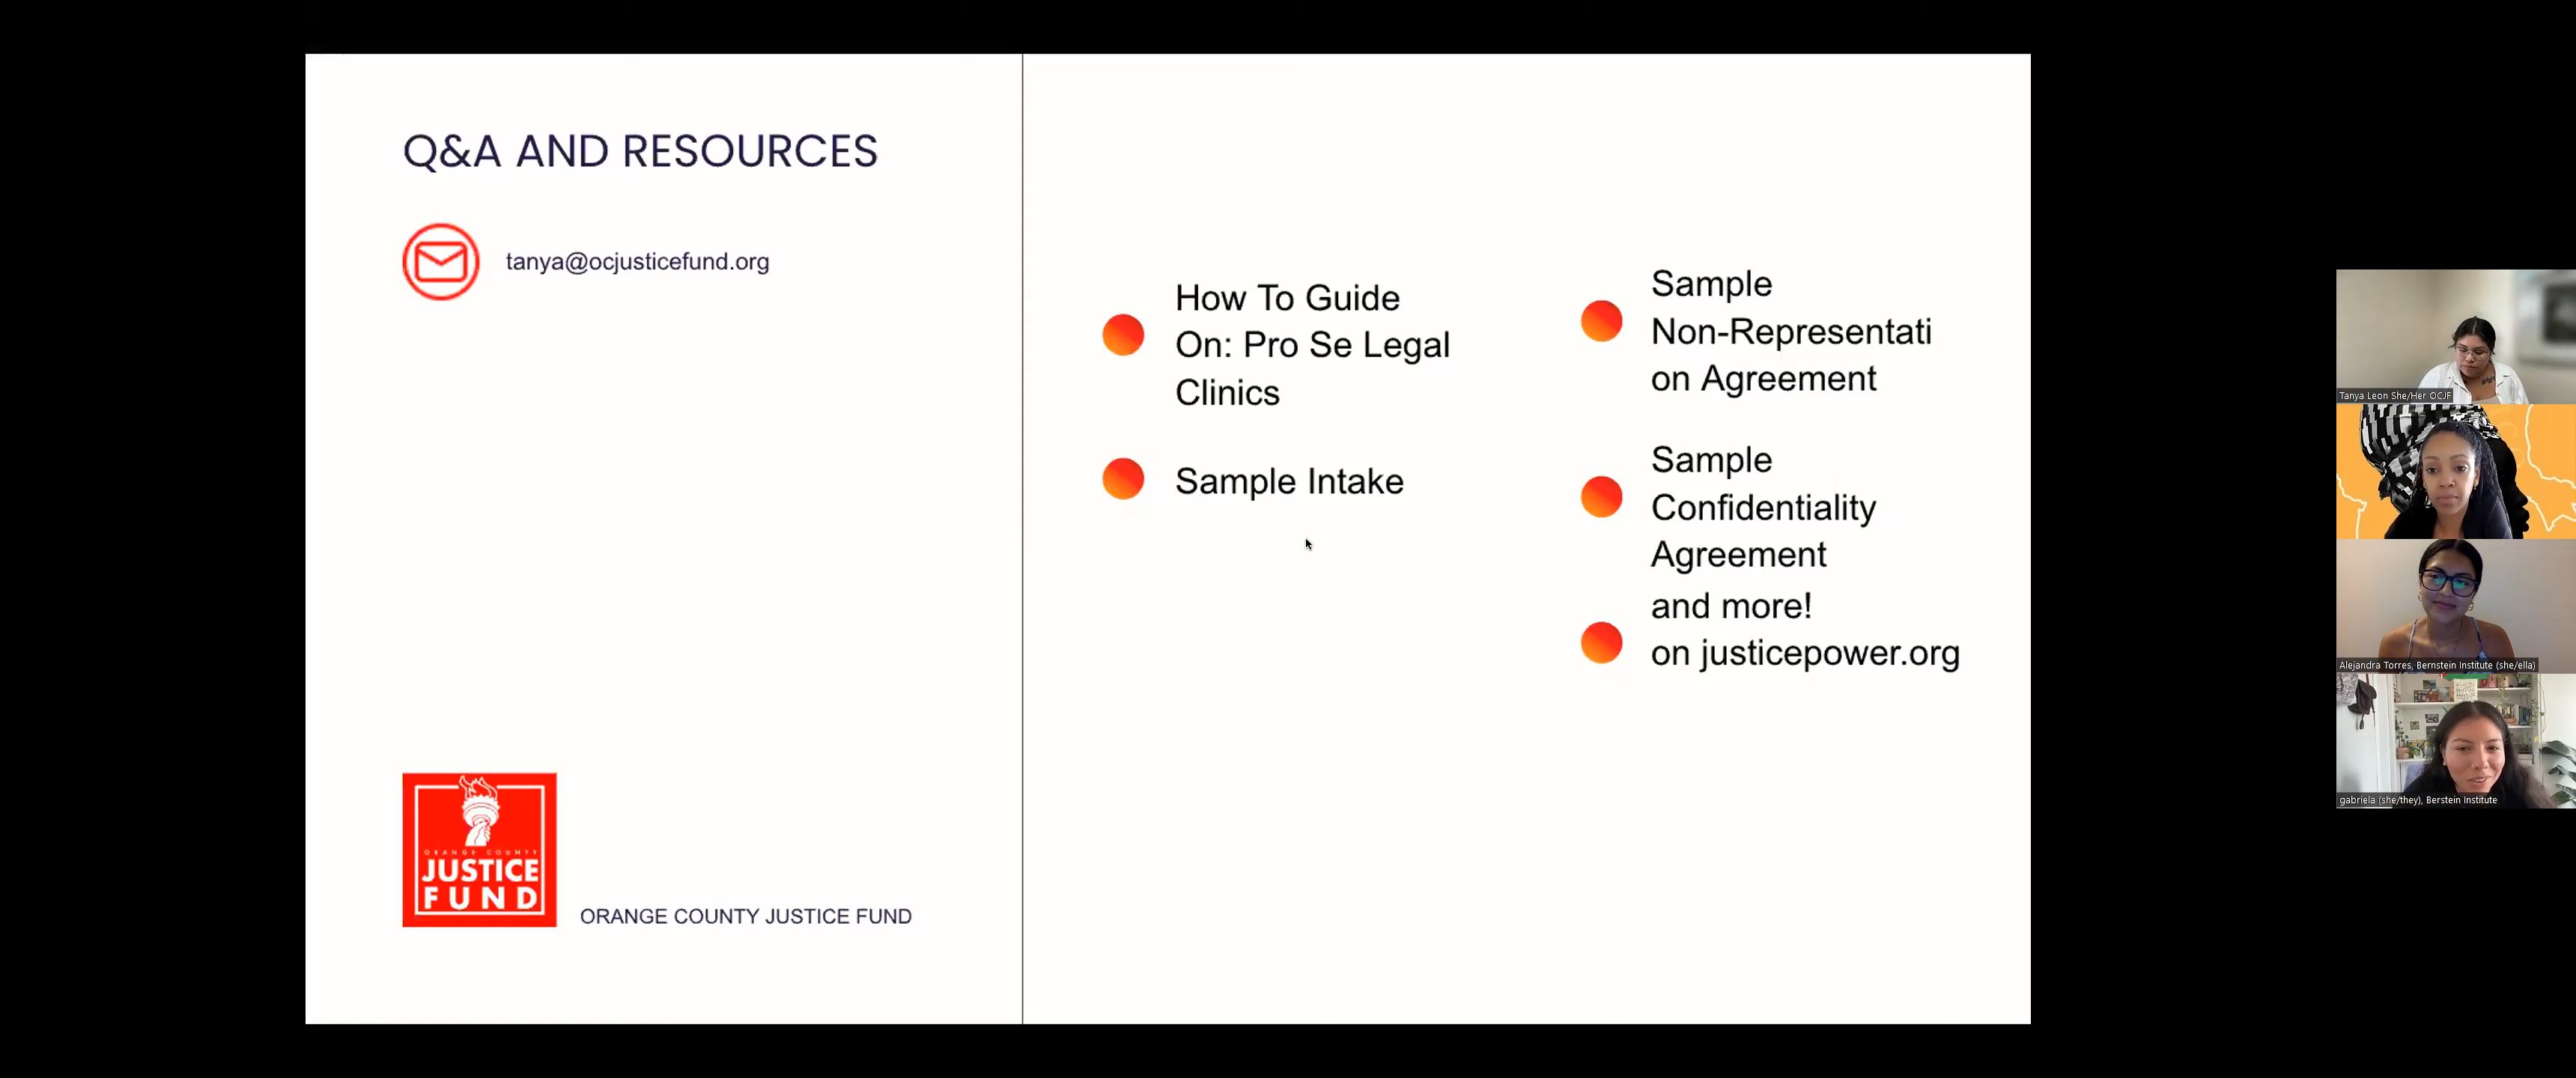 Q&A AND RESOURCES
tanya@ocjusticefund.org
ORANGE COUNTY
JUSTICE
FUND
ORANGE COUNTY JUSTICE FUND
How To Guide
On: Pro Se Legal
Clinics
Sample Intake
Sample
Non-Representati
on Agreement
Sample
Confidentiality
Agreement
and more!
on justicepower.org
Tanya Leon She/Her OCJF
Alejandra Torres, Bernstein Institute (she/ella)
gabriela (she/they), Berstein Institute